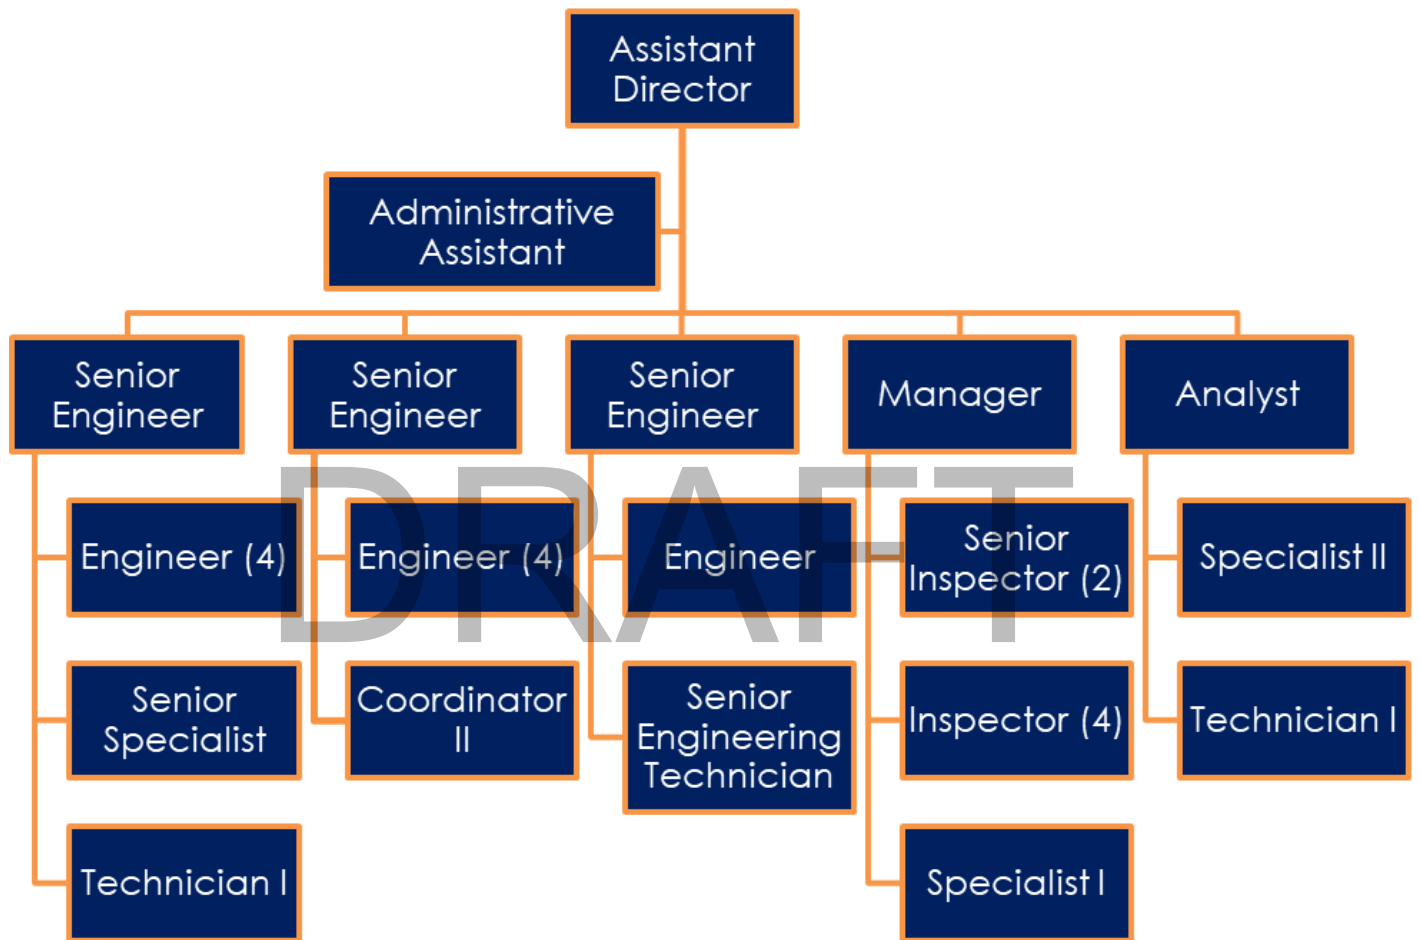 Assistant
Director
Administrative
Assistant
Senior
Engineer
Senior
Engineer
Senior
Engineer
Manager
Analyst
Engineer (4)
Engineer (4)
Engineer
Senior
Inspector (2)
Specialist II
DRAFT
Senior
Specialist
Coordinator
II
Senior
Engineering
Technician
Inspector (4)
Technician I
Technician I
Specialist I